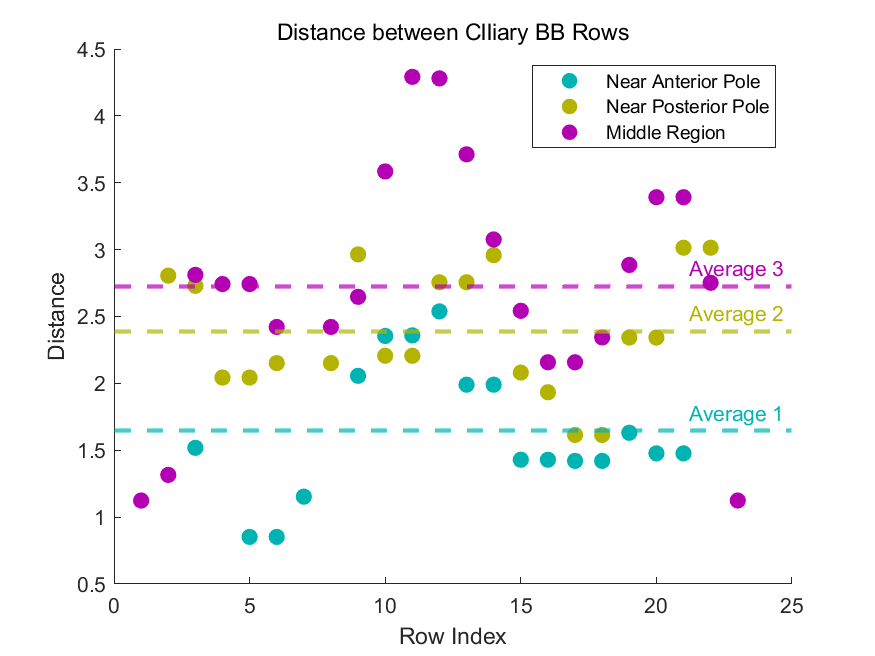 Distance between CIliary BB Rows
Near Anterior Pole
Near Posterior Pole
Middle Region
Average 3
Average 2
Average 1
Distance
4.5
4
3.5
3
2.5
2
1.5
1
0.5
0 5 10 15 20 25
Row Index